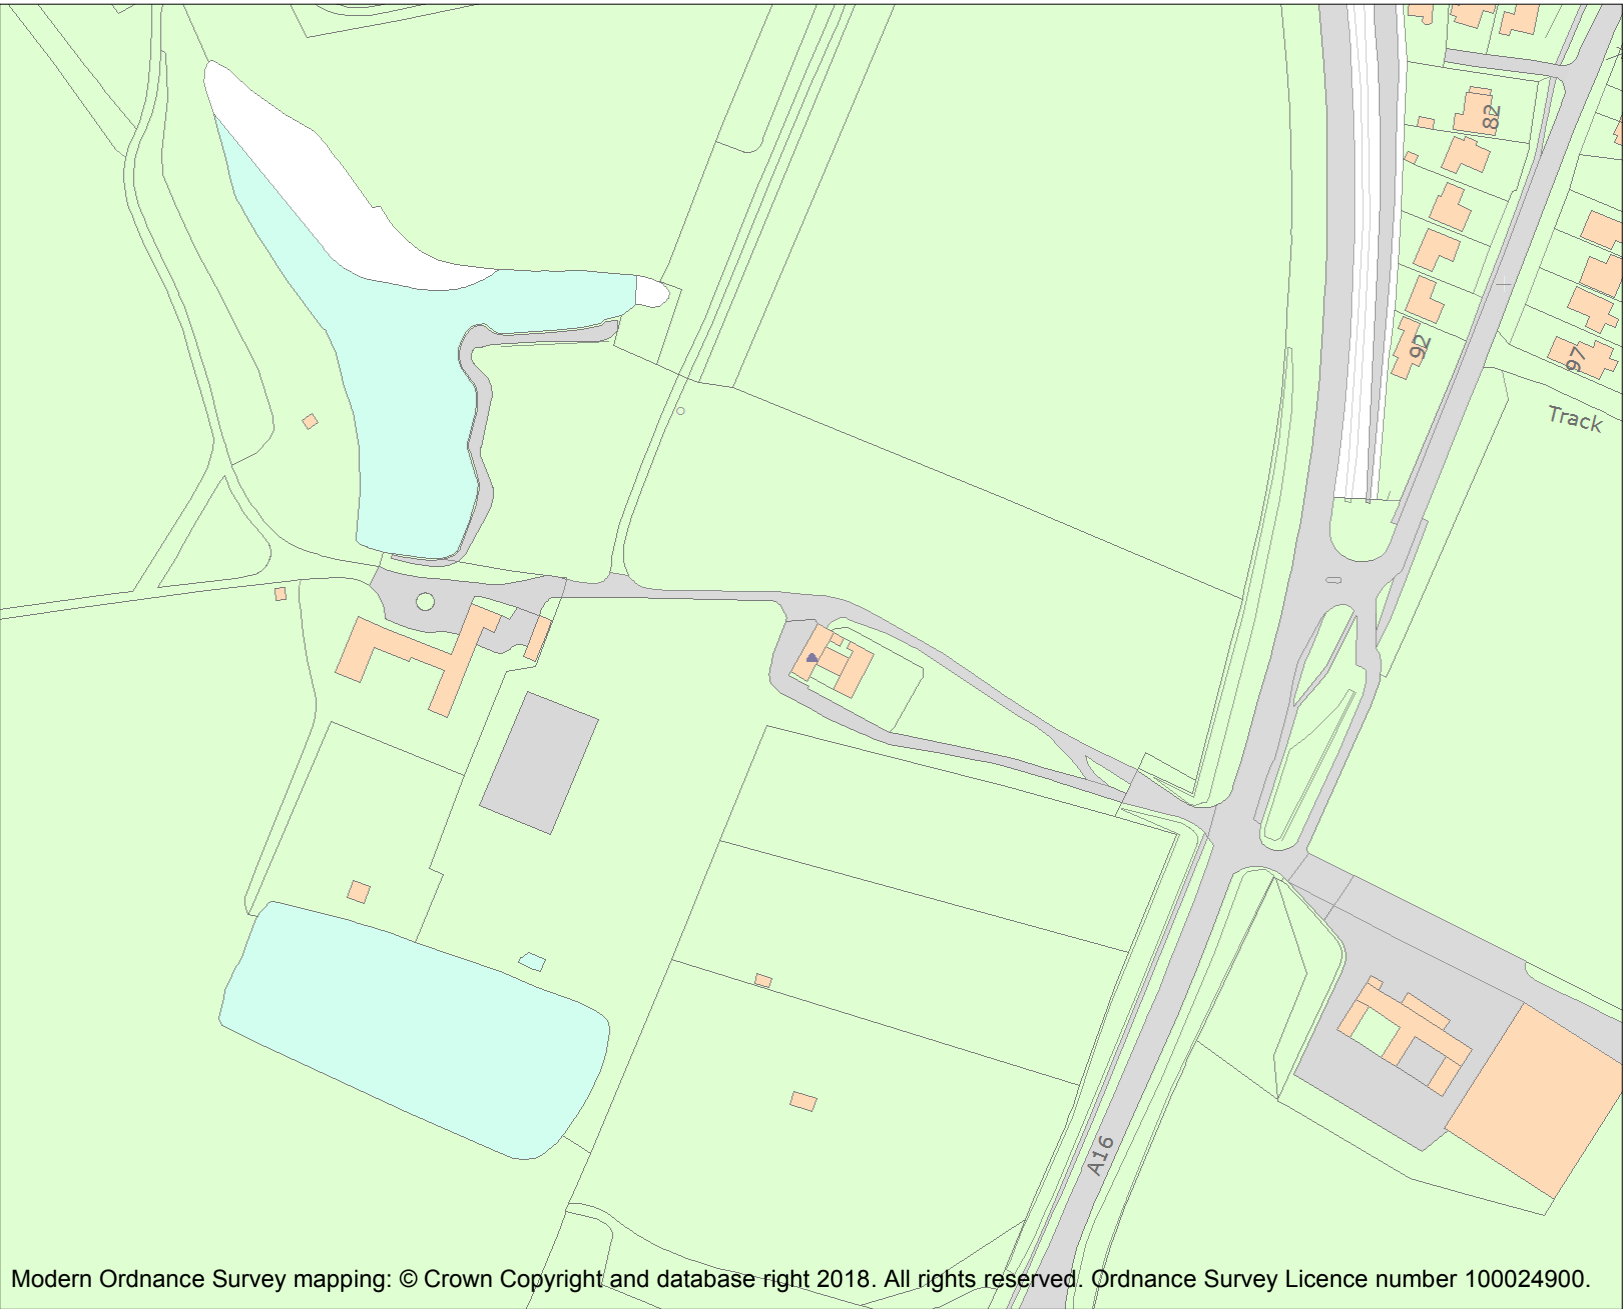 82
92
97
Track
A16
Modern Ordnance Survey mapping: © Crown Copyright and database right 2018. All rights reserved. Ordnance Survey Licence number 100024900.